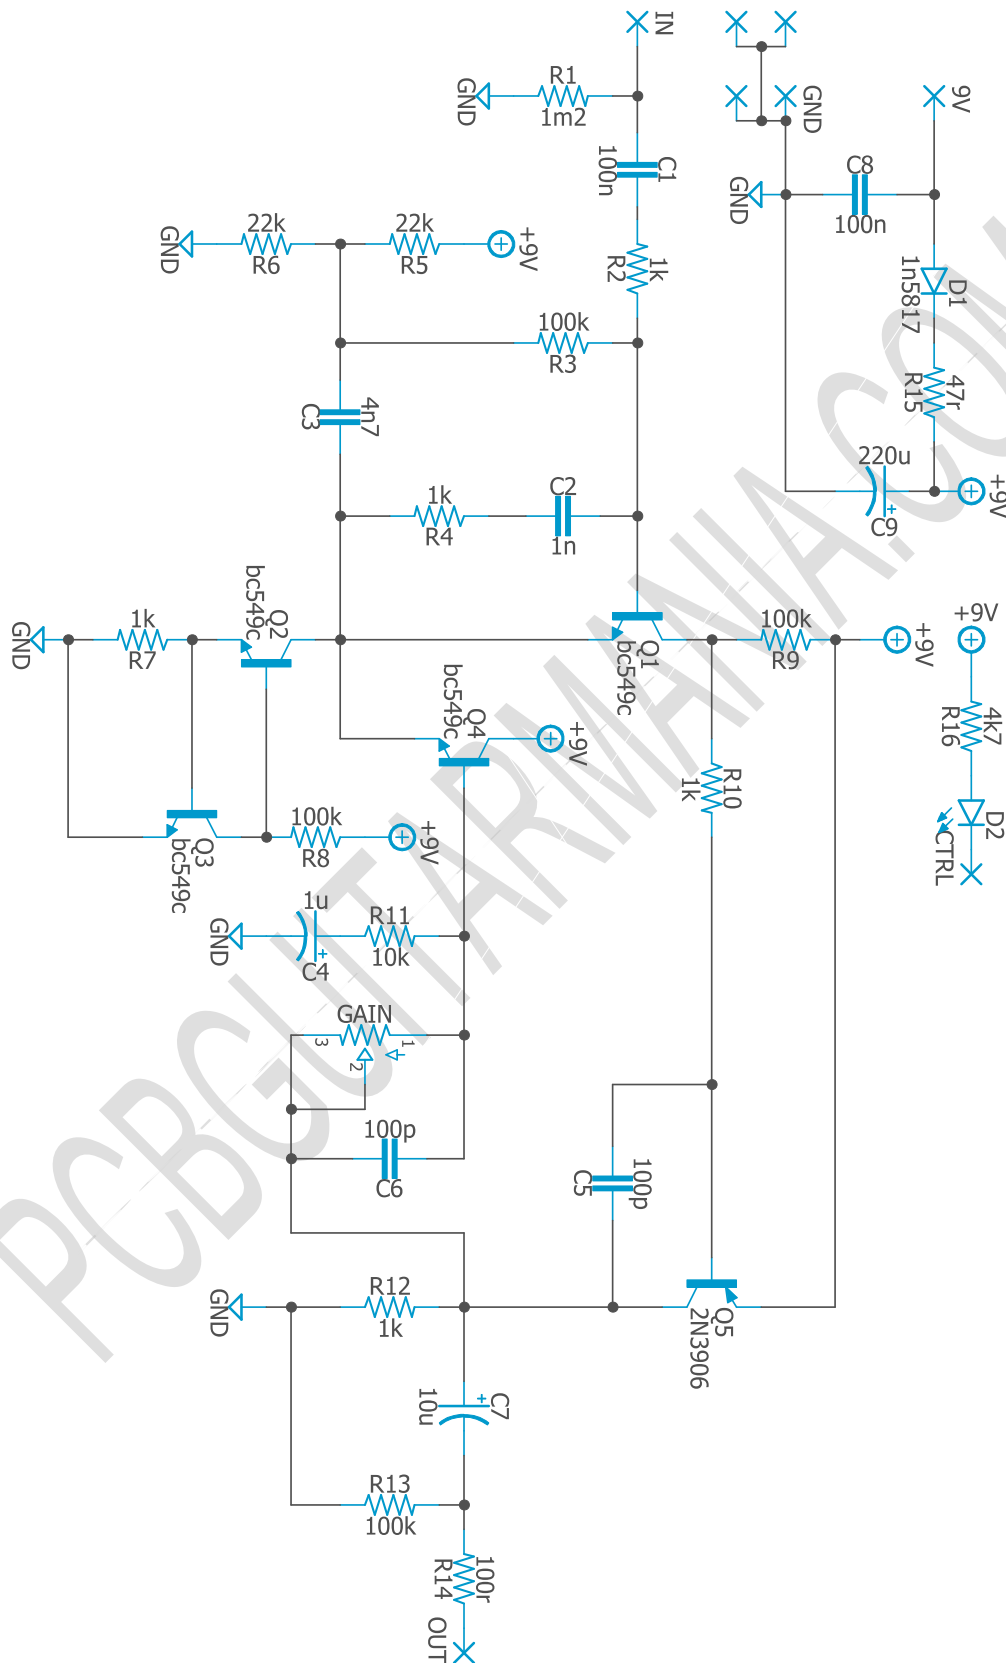 IN
GND
R1
1m2
C1
100n
GND
9V
C8
100n
GND
D1
1n5817
47r
R15
220u
C9
+9V
GND
22k
R6
22k
R5
+9V
1k
R2
100k
R3
4n7
C3
1k
R4
C2
1n
GND
1k
R7
bc549c
Q2
Q1
bc549c
100k
R9
+9V
+9V
4k7
R16
D2
CTRL
bc549c
Q4
+9V
R10
1k
Q3
bc549c
100k
R8
+9V
GND
1u
C4
R11
10k
GAIN
3
1
2
100p
C6
100p
C5
Q5
2N3906
GND
R12
1k
C7
10u
R13
100k
100r
R14
OUT
PCBGUITARMANIA.COM